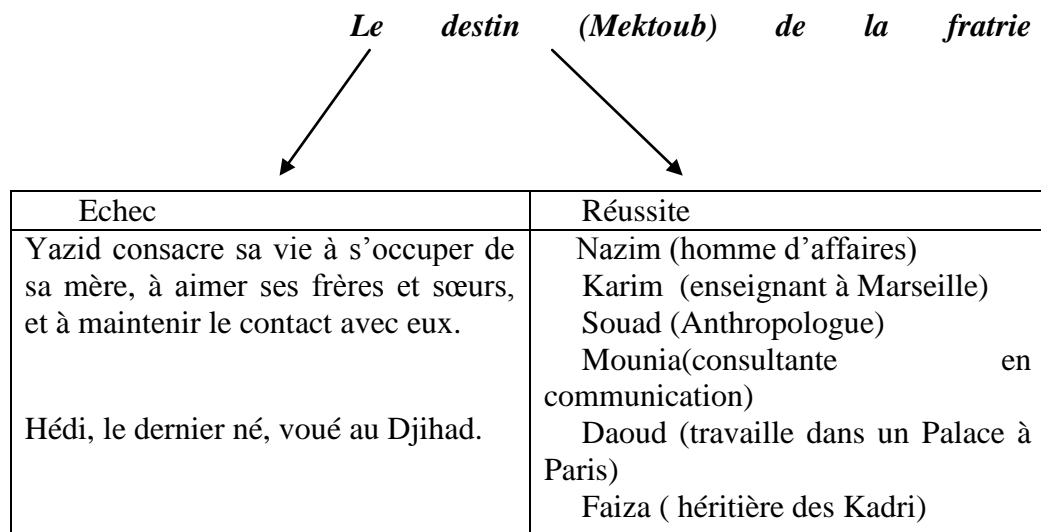 Le destin (Mektoub) de la fratrie
Echec
Yazid consacre sa vie à s’occuper de
sa mère, à aimer ses frères et sœurs,
et à maintenir le contact avec eux.
Hédi, le dernier né, voué au Djihad.
Réussite
Nazim (homme d’affaires)
Karim (enseignant à Marseille)
Souad (Anthropologue)
Mounia(consultante en
communication)
Daoud (travaille dans un Palace à
Paris)
Faiza ( héritière des Kadri)